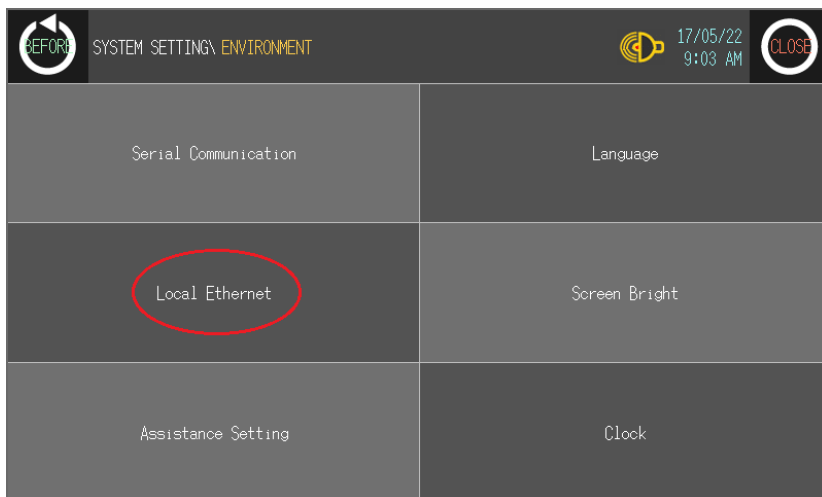 BEFORE
SYSTEM SETTING\ ENVIRONMENT
17/05/22
9:03 AM
CLOSE
Serial Communication
Language
Local Ethernet
Screen Bright
Assistance Setting
Clock